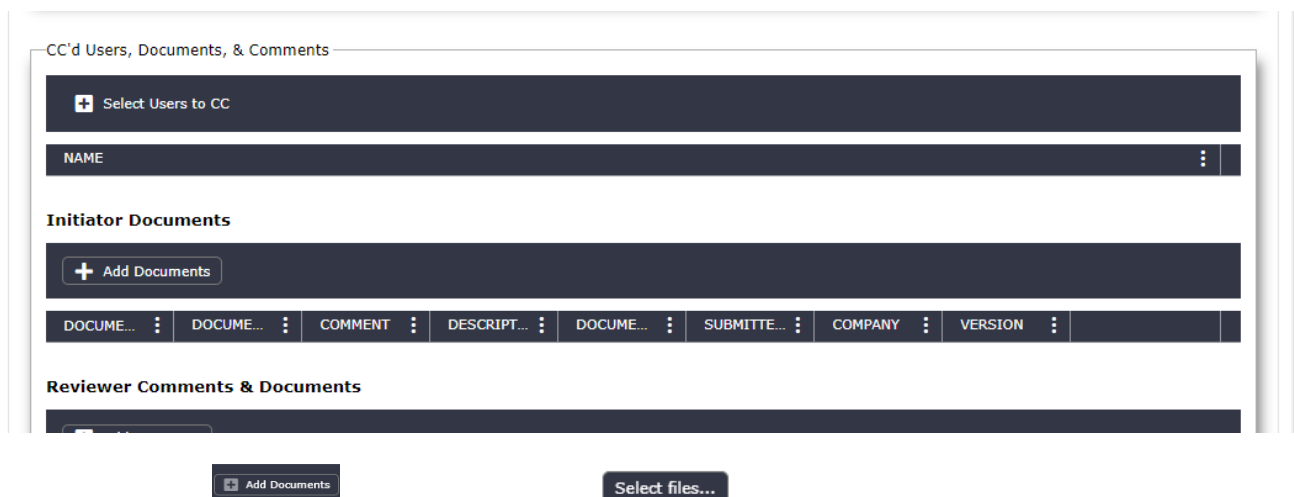 CC'd Users, Documents, & Comments
Select Users to CC
NAME
Initiator Documents
Add Documents
DOCUME... DOCUME... COMMENT DESCRIPT... DOCUME... SUBMITTE... COMPANY VERSION
Reviewer Comments & Documents
Add Documents Select files...